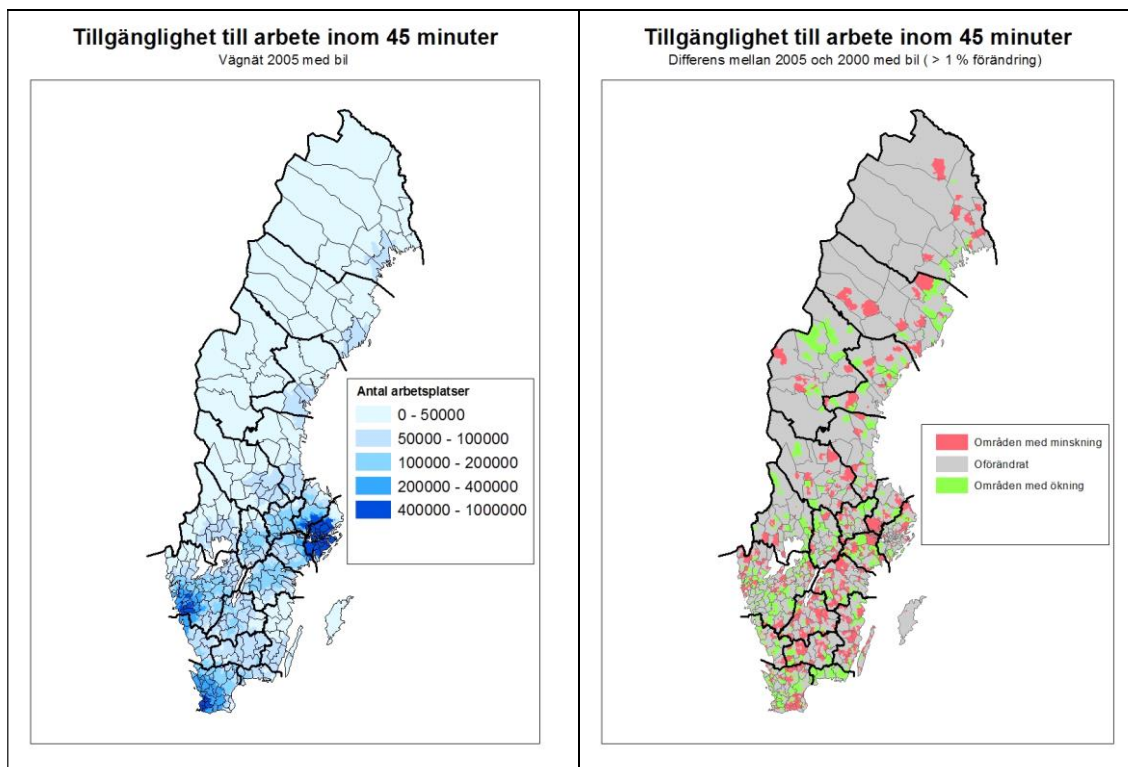 Tillgänglighet till arbete inom 45 minuter
Vägnät 2005 med bil
Antal arbetsplatser
0 - 50000
50000 - 100000
100000 - 200000
200000 - 400000
400000 - 1000000
Tillgänglighet till arbete inom 45 minuter
Differens mellan 2005 och 2000 med bil ( > 1 % förändring)
Områden med minskning
Oförändrat
Områden med ökning